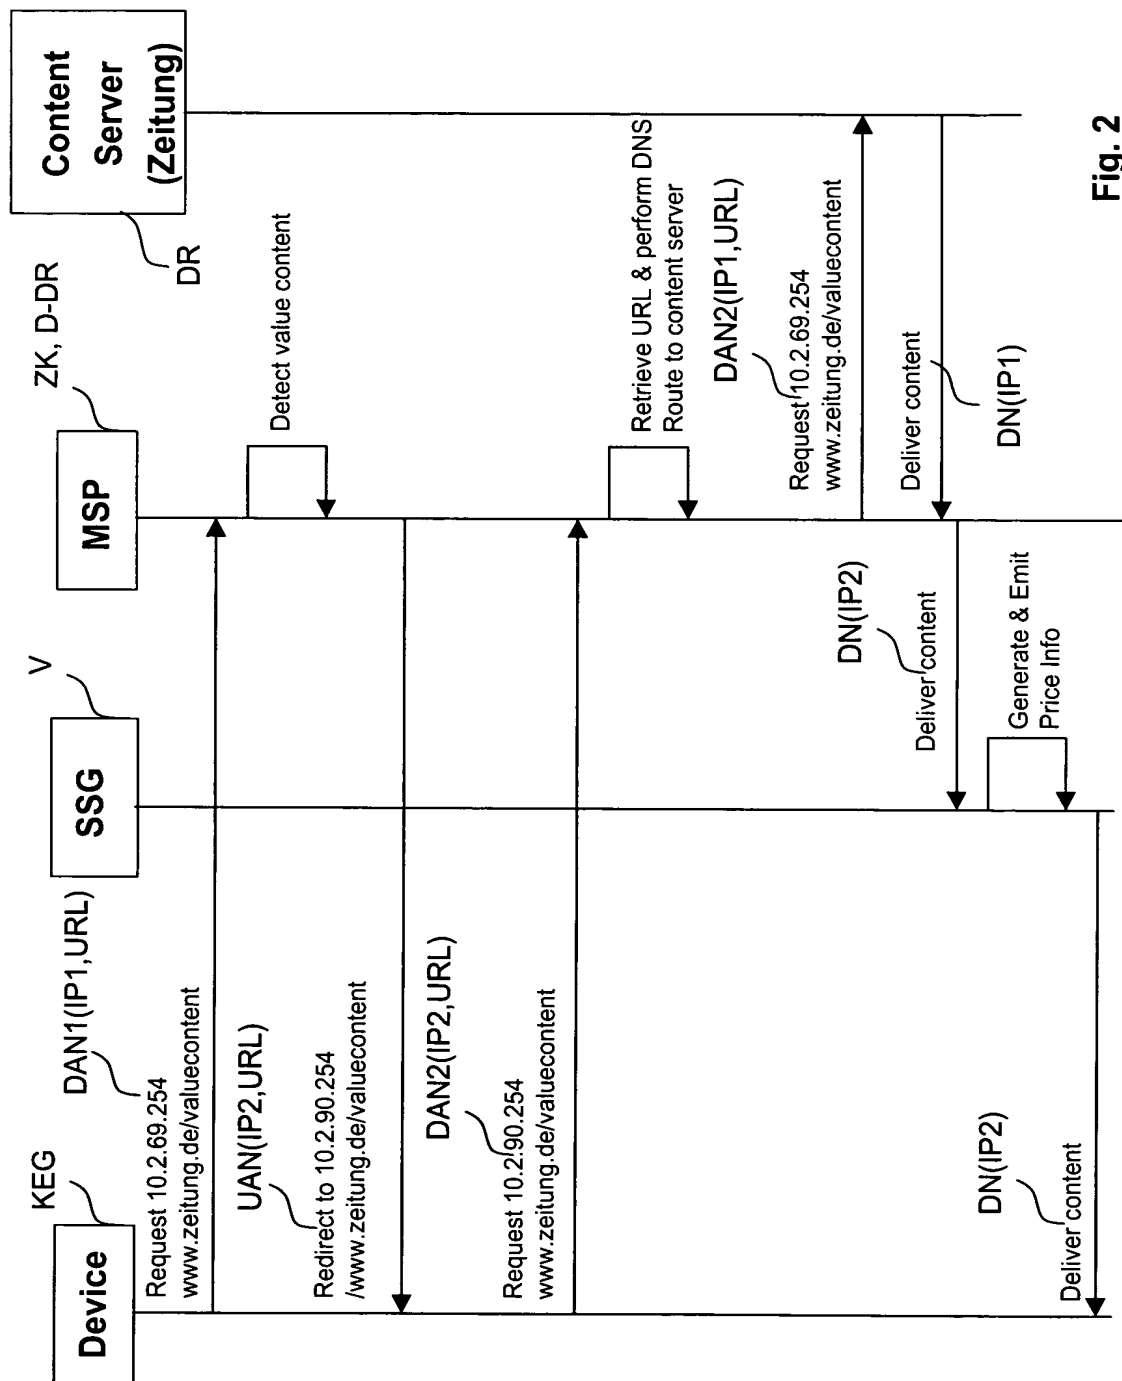 Device
KEG
SSG
V
MSP
ZK, D-DR
Content
Server
(Zeitung)
DR
DAN1(IP1,URL)
Request 10.2.69.254
www.zeitung.de/valuecontent
Detect value content
UAN(IP2,URL)
Redirect to 10.2.90.254
/www.zeitung.de/valuecontent
DAN2(IP2,URL)
Request 10.2.90.254
www.zeitung.de/valuecontent
Retrieve URL & perform DNS
Route to content server
DAN2(IP1,URL)
Request 10.2.69.254
www.zeitung.de/valuecontent
Deliver content
DN(IP1)
DN(IP2)
Deliver content
Generate & Emit
Price Info
DN(IP2)
Deliver content
Fig. 2